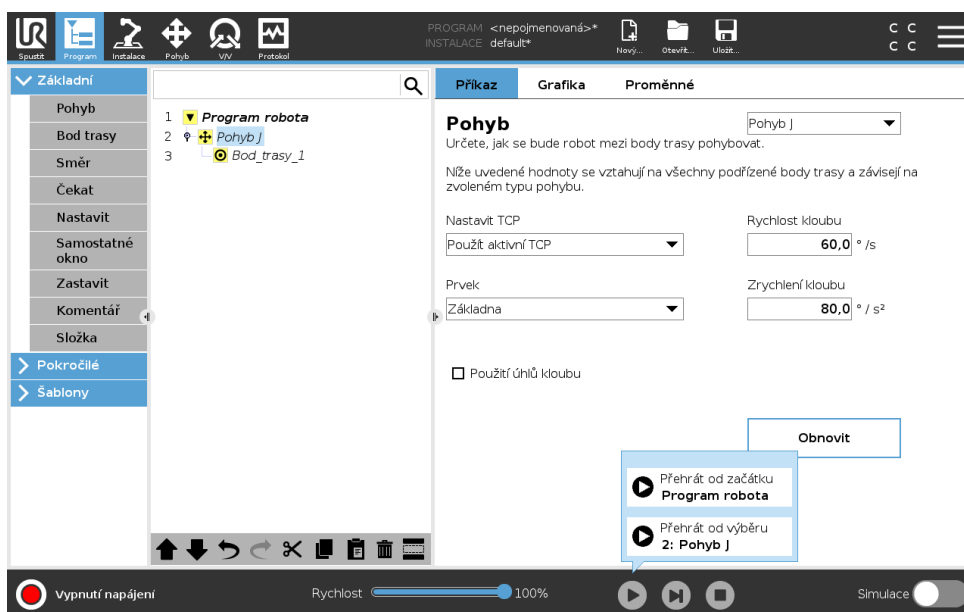 PROGRAM <nepojmenovaná>*
INSTALACE default*
Spustit
Program
Instalace
Pohyb
V/V
Protokol
Nový...
Otevřít...
Uložit...
C C
C C
Základní
Pohyb
Bod trasy
Směr
Čekat
Nastavit
Samostatné
okno
Zastavit
Komentář
Složka
Pokročilé
Šablony
1 Program robota
2 Pohyb J
3 Bod_trasy_1
Příkaz
Grafika
Proměnné
Pohyb
Pohyb J
Určete, jak se bude robot mezi body trasy pohybovat.
Níže uvedené hodnoty se vztahují na všechny podřízené body trasy a závisejí na
zvoleném typu pohybu.
Nastavit TCP
Rychlost kloubu
Použít aktivní TCP
60,0 ° /s
Prvek
Zrychlení kloubu
Základna
80,0 ° / s²
Použití úhlů kloubu
Obnovit
Přehrát od začátku
Program robota
Přehrát od výběru
2: Pohyb J
Vypnutí napájení
Rychlost
100%
Simulace